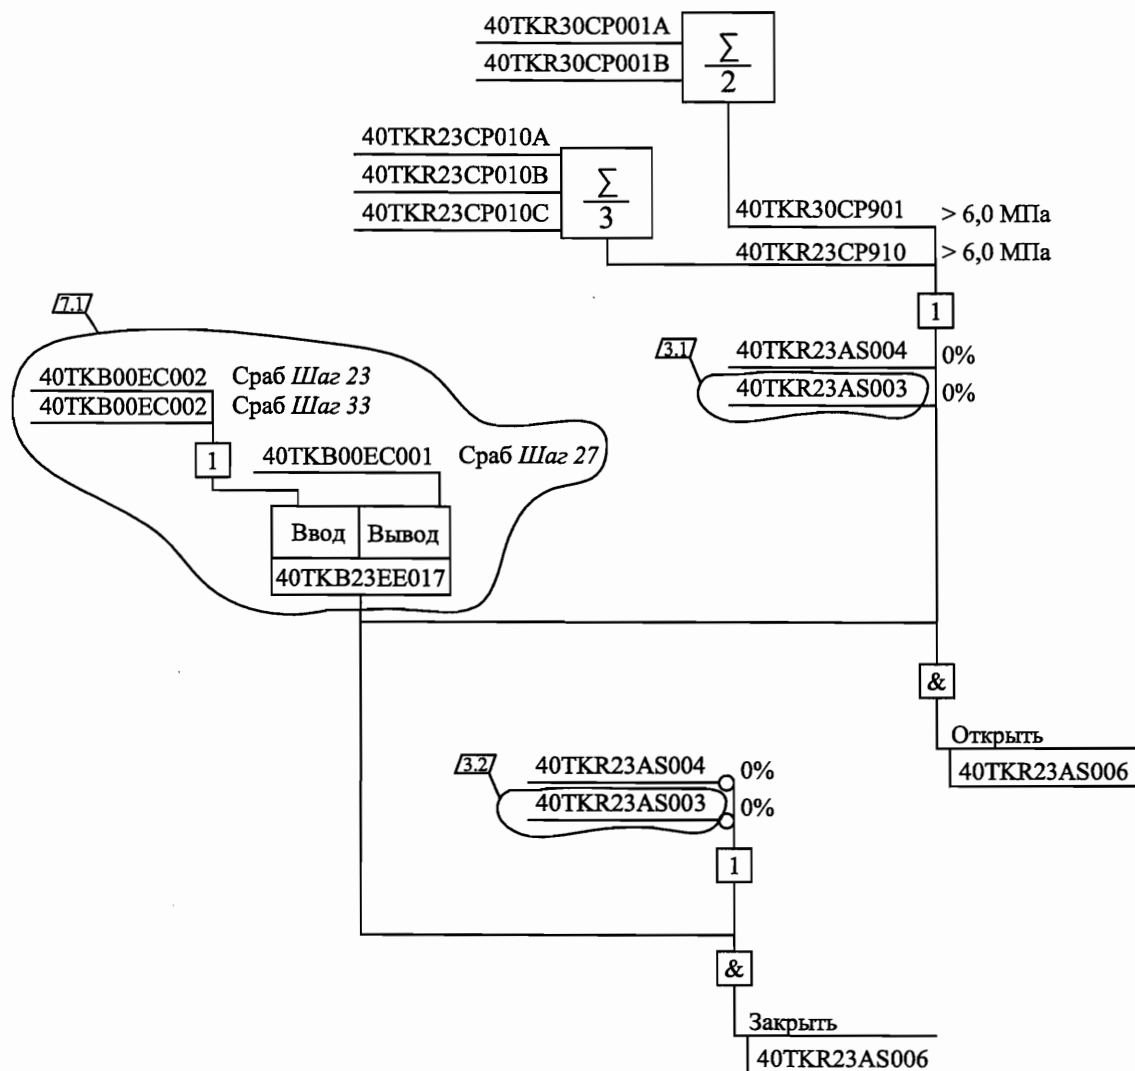 40TKR30CP001A
40TKR30CP001B
Σ
2
40TKR23CP010A
40TKR23CP010B
40TKR23CP010C
Σ
3
40TKR30CP901 > 6,0 МПа
40TKR23CP910 > 6,0 МПа
1
7.1
3.1
40TKR23AS004 0%
40TKR23AS003 0%
40TKB00EC002 Сраб Шаг 23
40TKB00EC002 Сраб Шаг 33
1
40TKB00EC001 Сраб Шаг 27
Ввод Вывод
40TKB23EE017
&
Открыть
40TKR23AS006
3.2
40TKR23AS004 0%
40TKR23AS003 0%
1
&
Закрыть
40TKR23AS006